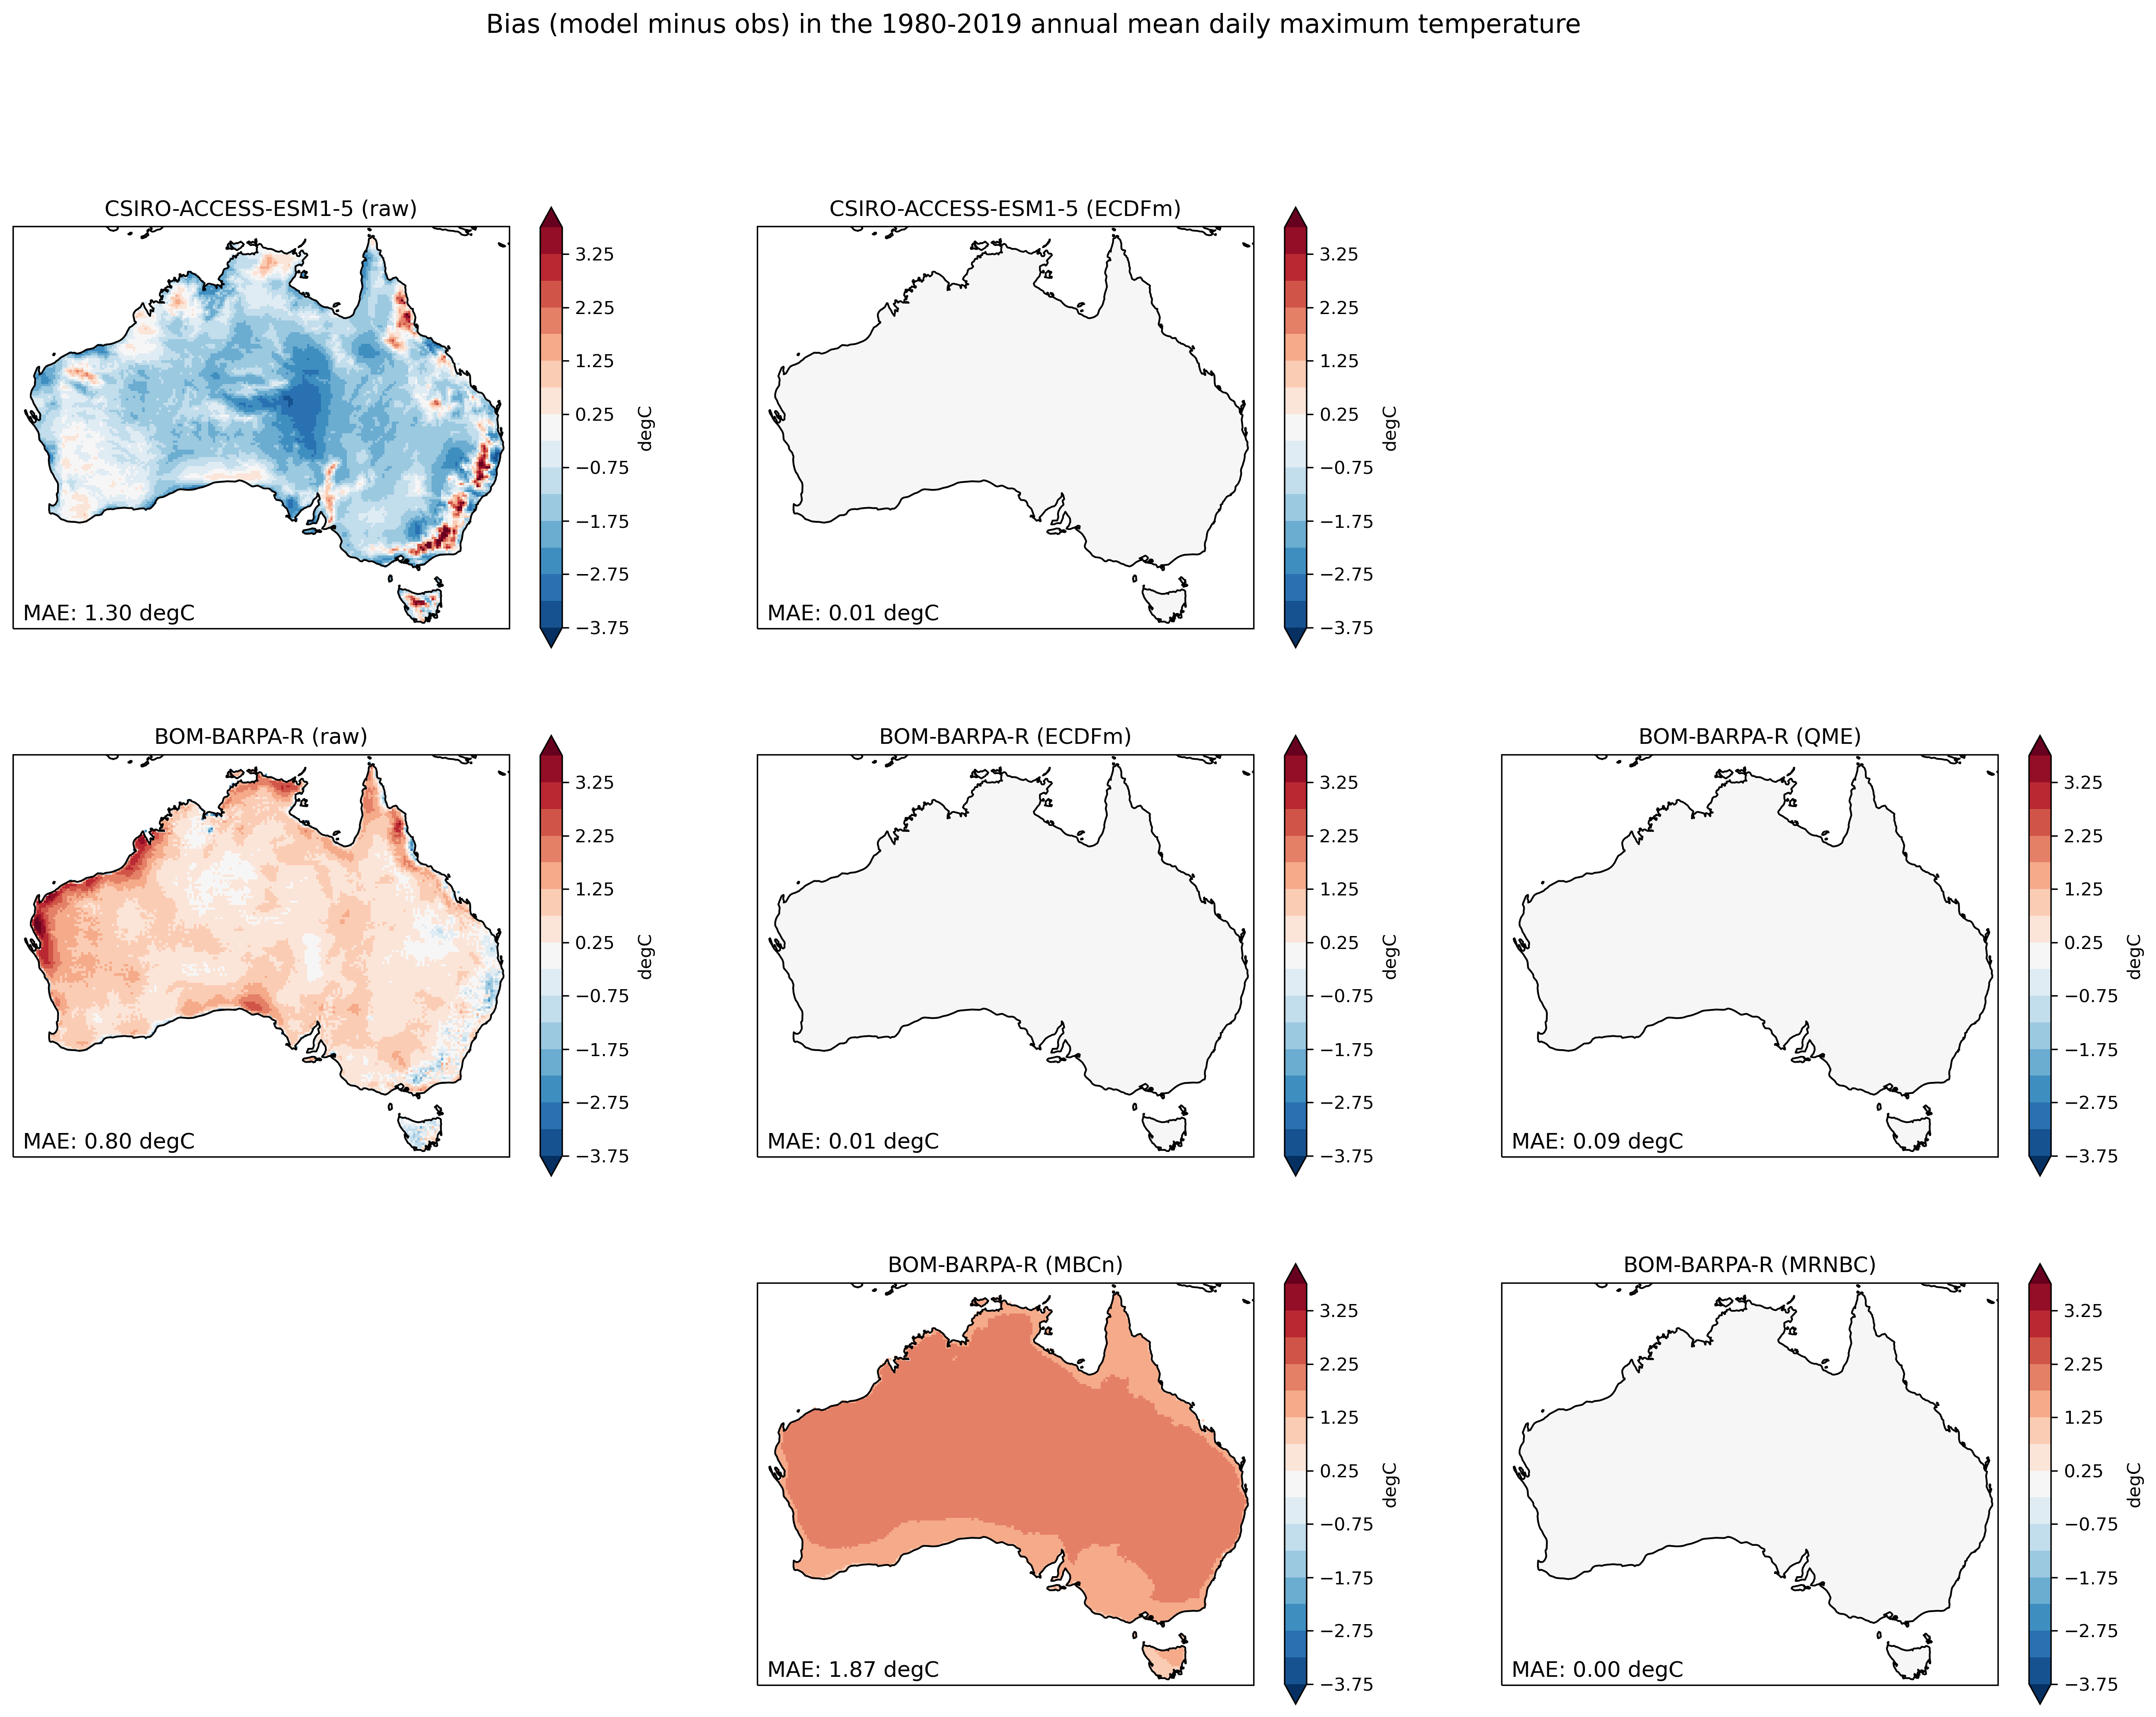 Bias (model minus obs) in the 1980-2019 annual mean daily maximum temperature
CSIRO-ACCESS-ESM1-5 (raw)
MAE: 1.30 degC
3.25
2.25
1.25
0.25
−0.75
−1.75
−2.75
−3.75
degC
CSIRO-ACCESS-ESM1-5 (ECDFm)
MAE: 0.01 degC
3.25
2.25
1.25
0.25
−0.75
−1.75
−2.75
−3.75
degC
BOM-BARPA-R (raw)
MAE: 0.80 degC
3.25
2.25
1.25
0.25
−0.75
−1.75
−2.75
−3.75
degC
BOM-BARPA-R (ECDFm)
MAE: 0.01 degC
3.25
2.25
1.25
0.25
−0.75
−1.75
−2.75
−3.75
degC
BOM-BARPA-R (QME)
MAE: 0.09 degC
3.25
2.25
1.25
0.25
−0.75
−1.75
−2.75
−3.75
degC
BOM-BARPA-R (MBCn)
MAE: 1.87 degC
3.25
2.25
1.25
0.25
−0.75
−1.75
−2.75
−3.75
degC
BOM-BARPA-R (MRNBC)
MAE: 0.00 degC
3.25
2.25
1.25
0.25
−0.75
−1.75
−2.75
−3.75
degC